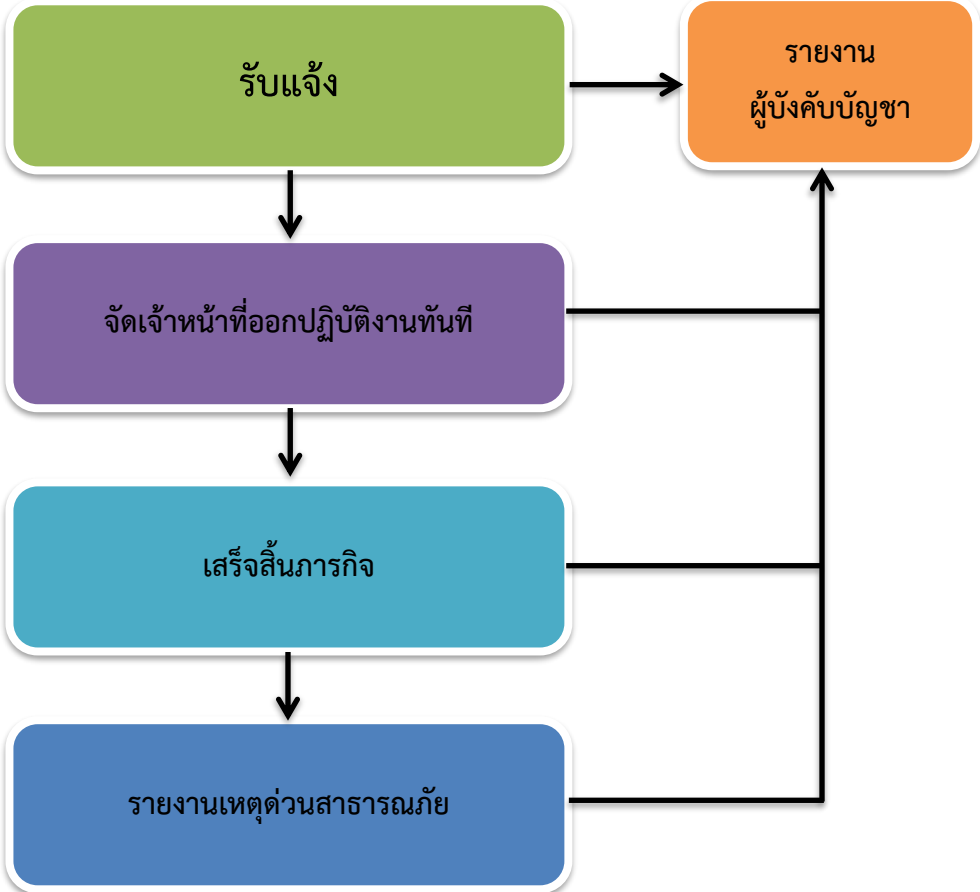 รับแจ้ง
รายงาน
ผู้บังคับบัญชา
จัดเจ้าหน้าที่ออกปฏิบัติงานทันที
เสร็จสิ้นภารกิจ
รายงานเหตุด่วนสาธารณภัย